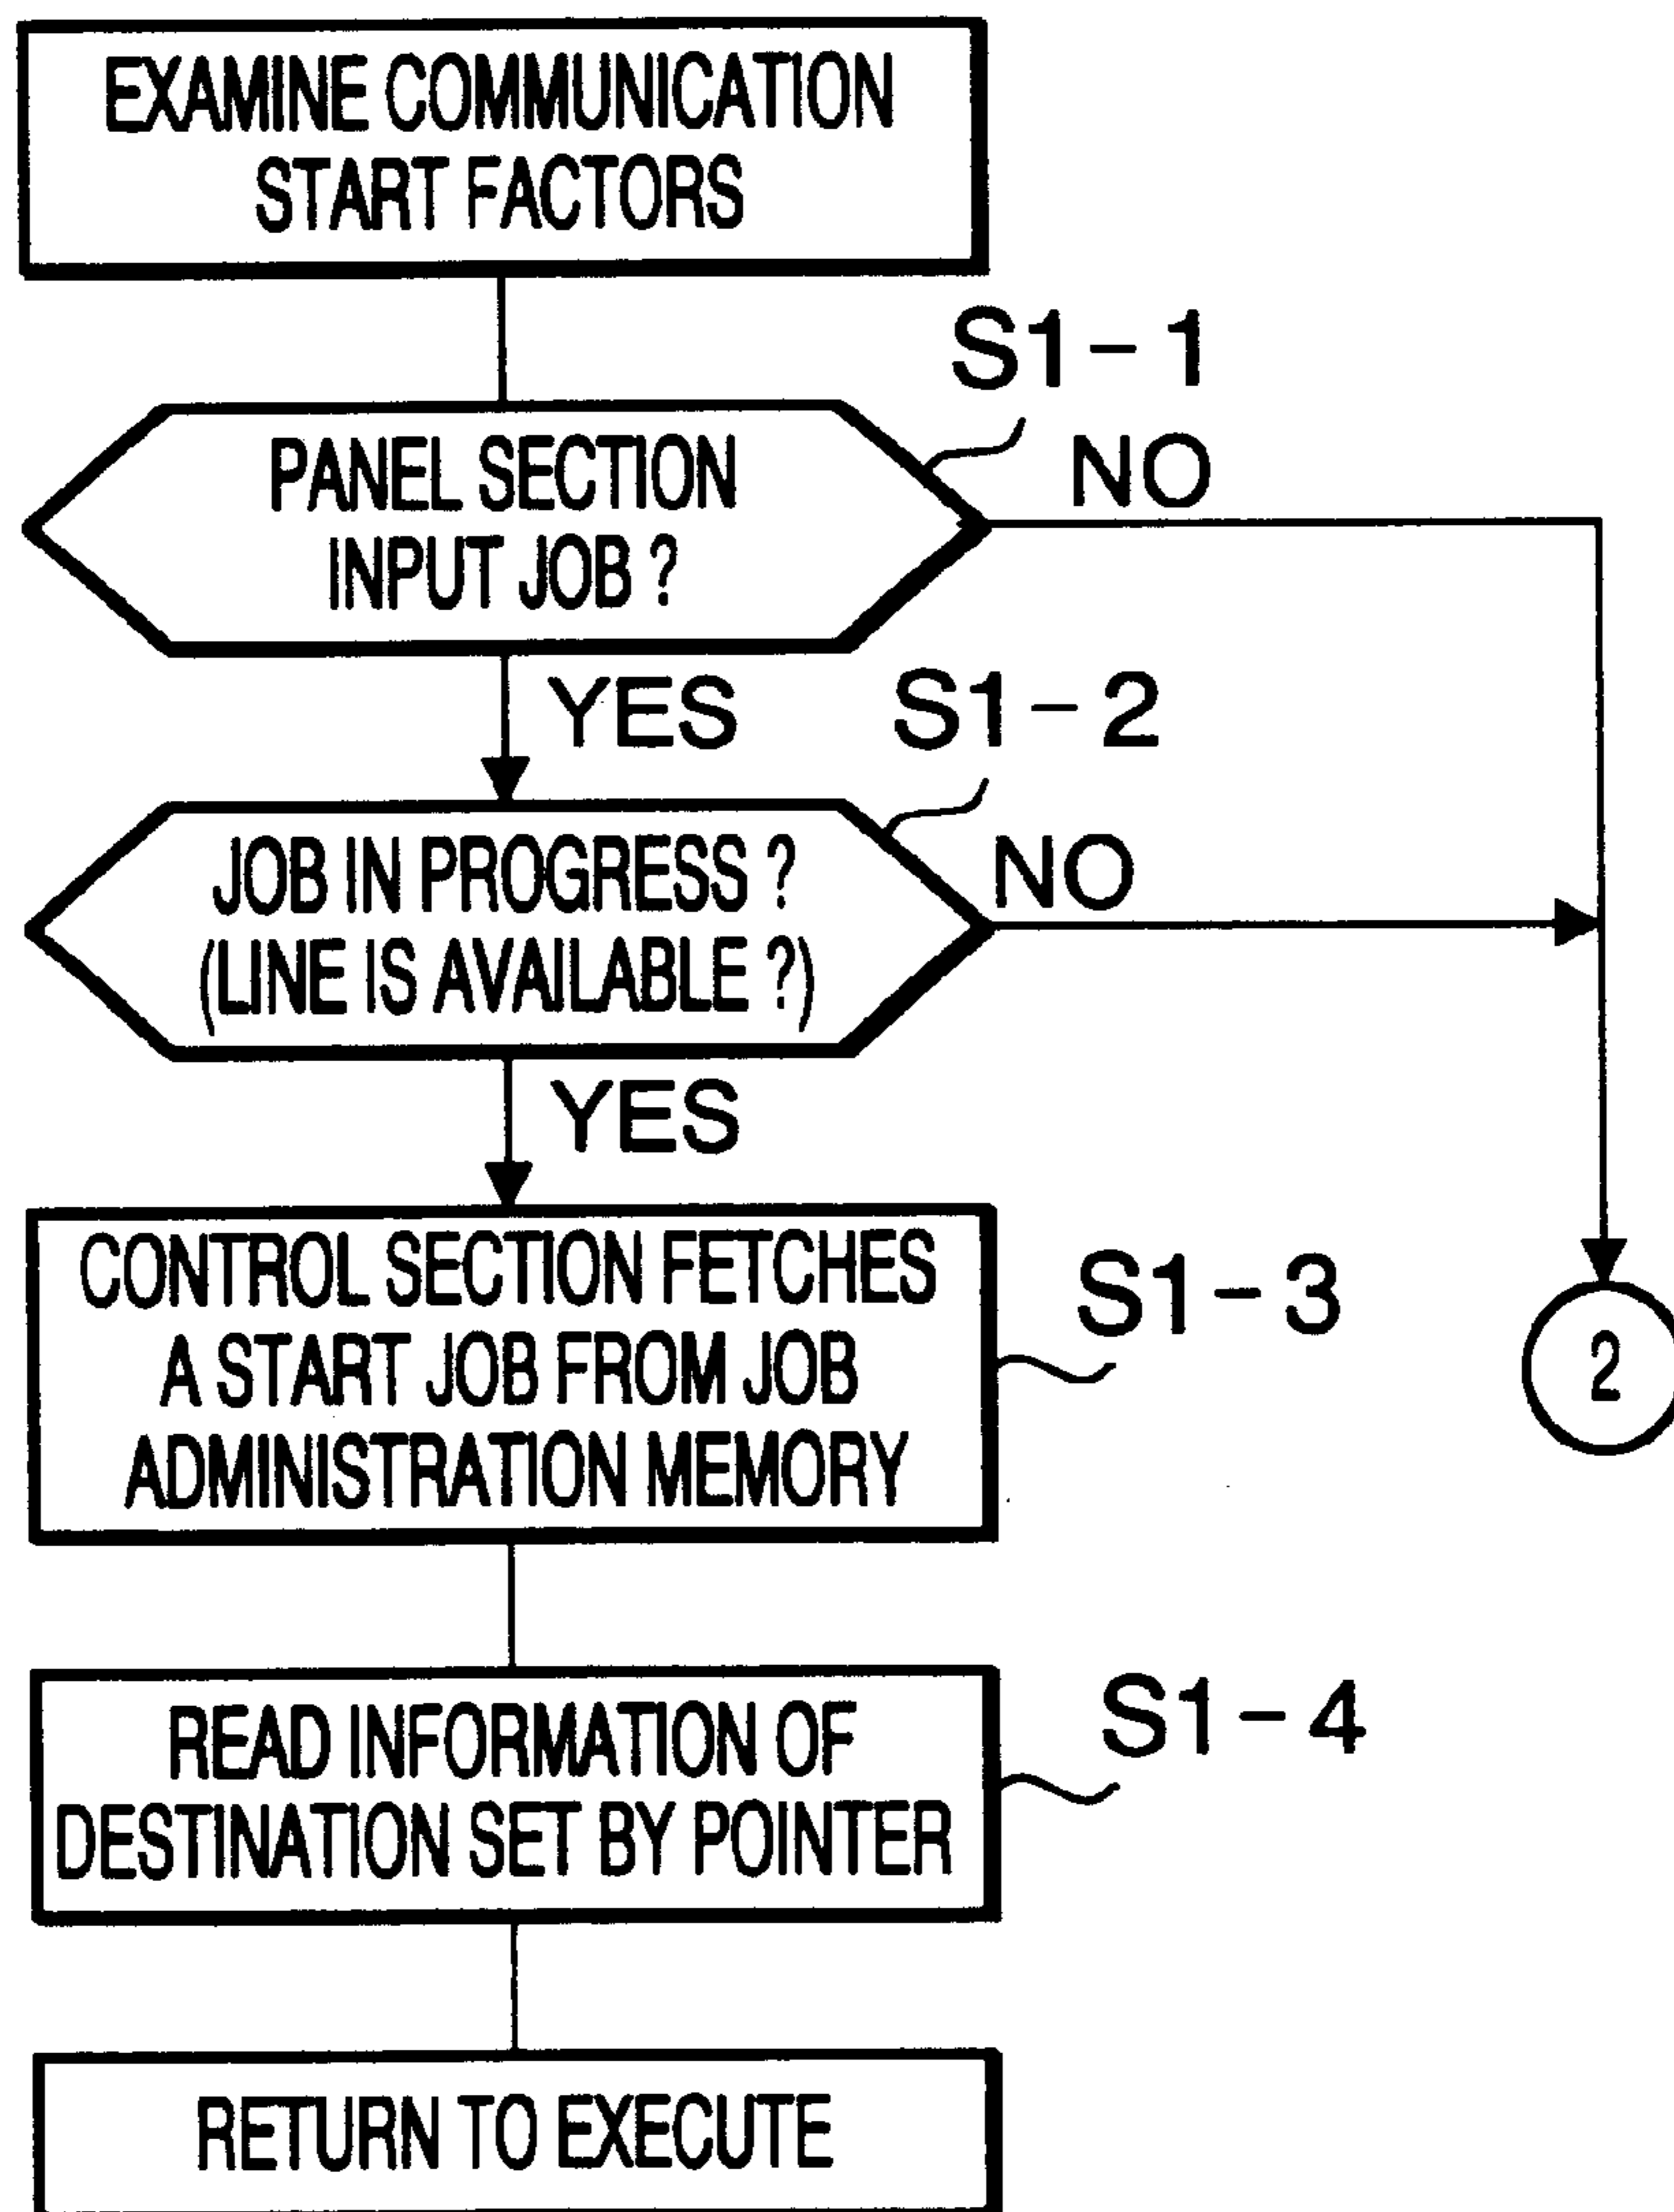 EXAMINE COMMUNICATION
START FACTORS
S1-1
PANEL SECTION
INPUT JOB ?
NO
YES
S1-2
JOB IN PROGRESS ?
(LINE IS AVAILABLE ?)
NO
YES
CONTROL SECTION FETCHES
A START JOB FROM JOB
ADMINISTRATION MEMORY
S1-3
2
READ INFORMATION OF
DESTINATION SET BY POINTER
S1-4
RETURN TO EXECUTE